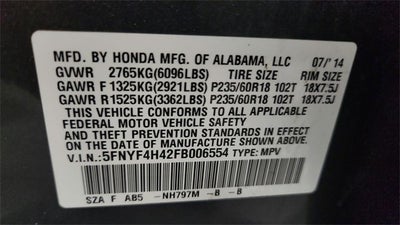 MFD. BY HONDA MFG. OF ALABAMA, LLC 07/'14
GVWR 2765KG(6096LBS) TIRE SIZE RIM SIZE
GAWR F 1325KG(2921LBS) P235/60R18 102T 18X7.5J
GAWR R 1525KG(3362LBS) P235/60R18 102T 18X7.5J
THIS VEHICLE CONFORMS TO ALL APPLICABLE
FEDERAL MOTOR VEHICLE SAFETY
AND THEFT PREVENTION STANDARDS IN EFFECT
ON THE DATE OF MANUFACTURE SHOWN ABOVE.
V.I.N.: 5FNYF4H42FB006554 TYPE: MPV
SZA F AB5 -NH797M -B -B